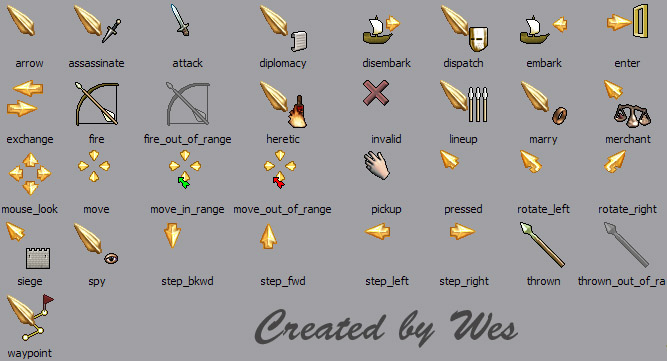 arrow assassinate attack diplomacy disembark dispatch embark enter
exchange fire fire_out_of_range heretic invalid lineup marry merchant
mouse_look move move_in_range move_out_of_range pickup pressed rotate_left rotate_right
siege spy step_bkwd step_fwd step_left step_right thrown thrown_out_of_ra
waypoint
Created by Wes